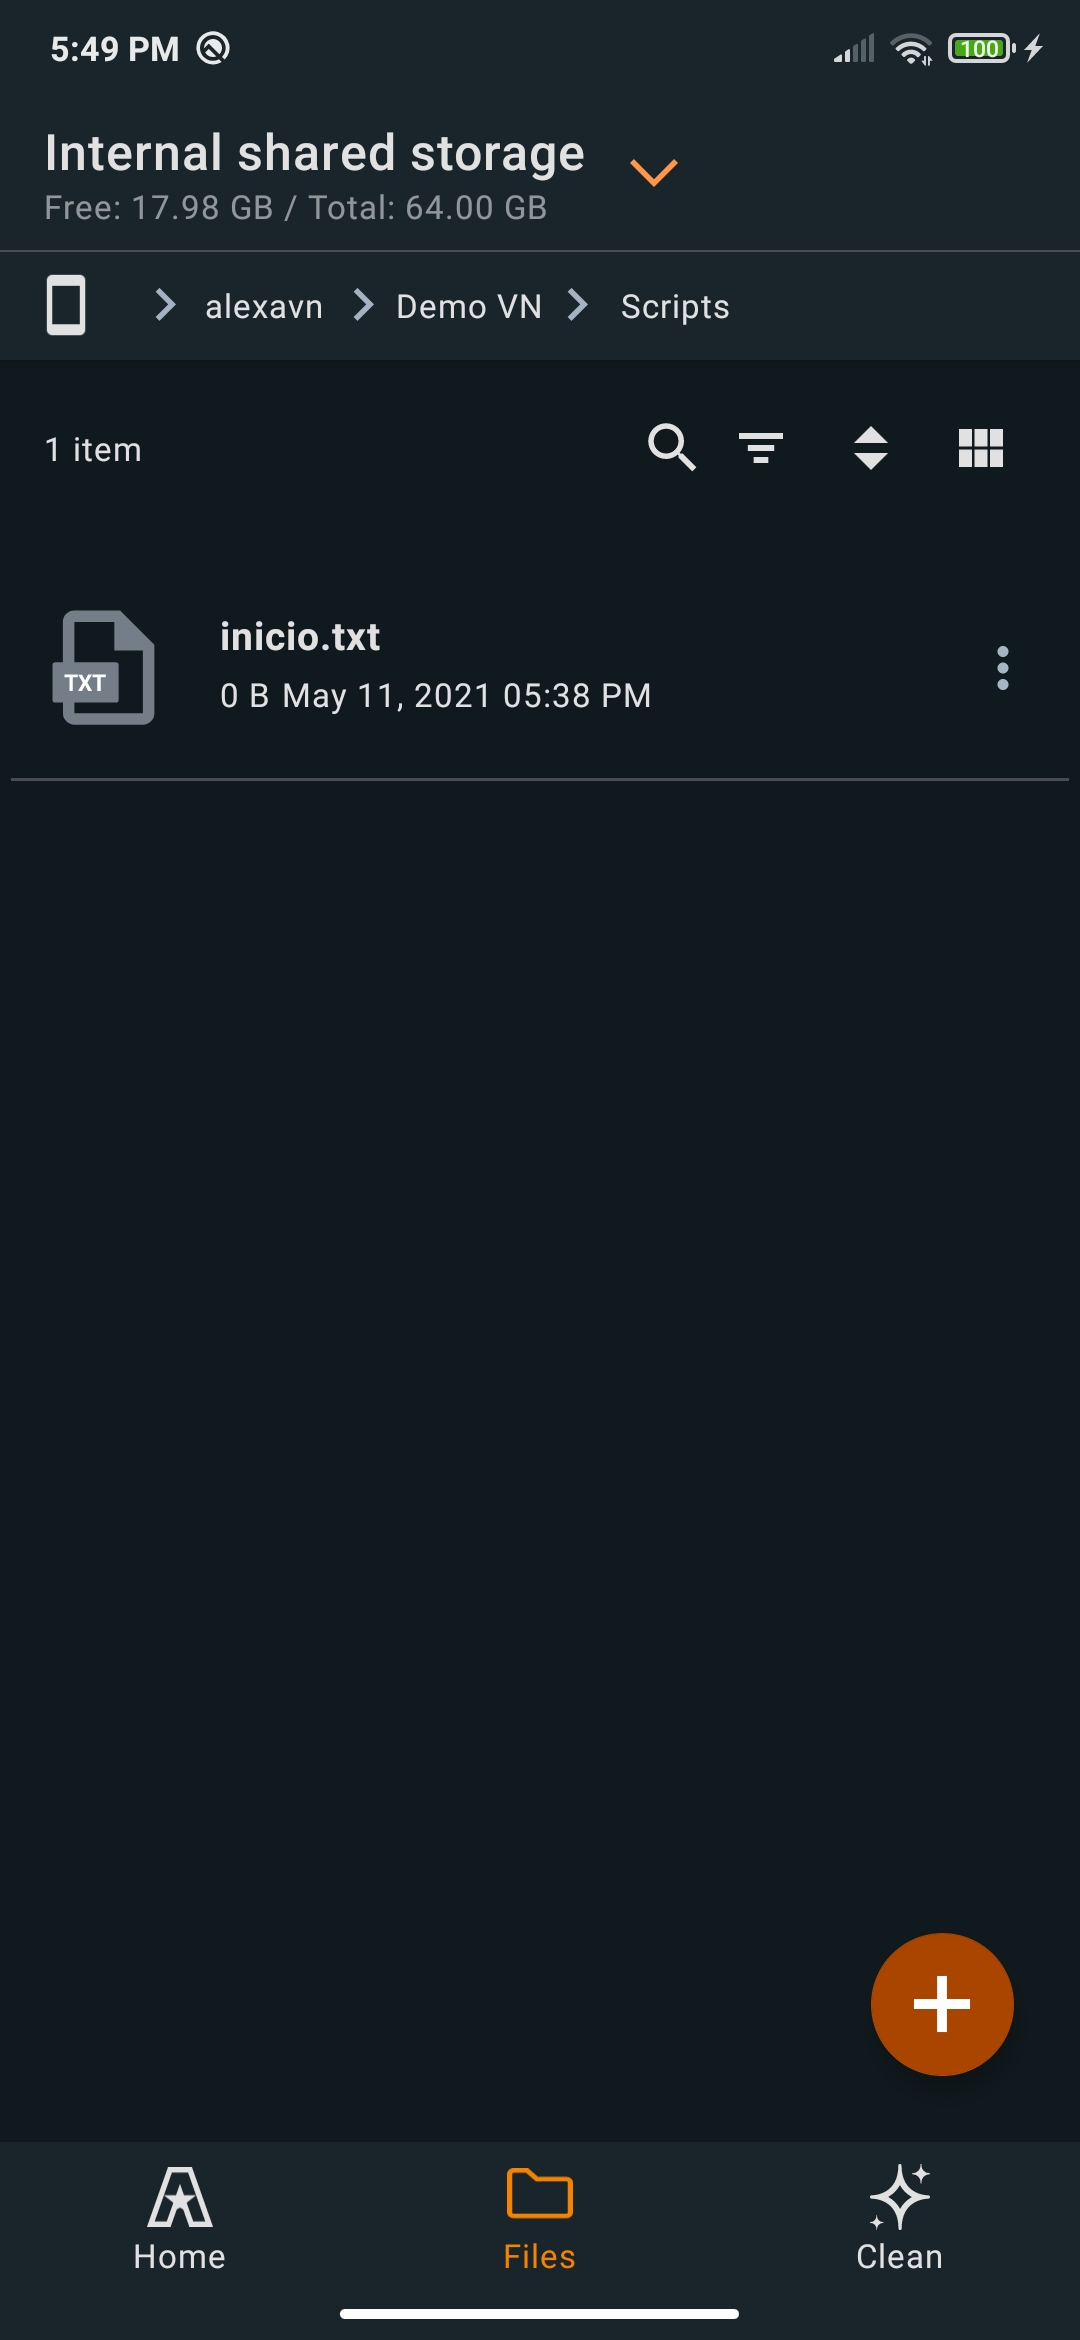 5:49 PM
100
Internal shared storage
Free: 17.98 GB / Total: 64.00 GB
alexavn Demo VN Scripts
1 item
TXT
inicio.txt
0 B May 11, 2021 05:38 PM
Home Files Clean